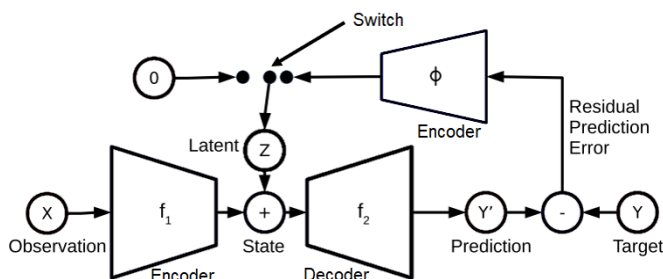 Switch
0
ϕ
Encoder
Residual
Prediction
Error
Latent
Z
X
f1
+
f2
Y'
-
Y
Observation
Encoder
State
Decoder
Prediction
Target